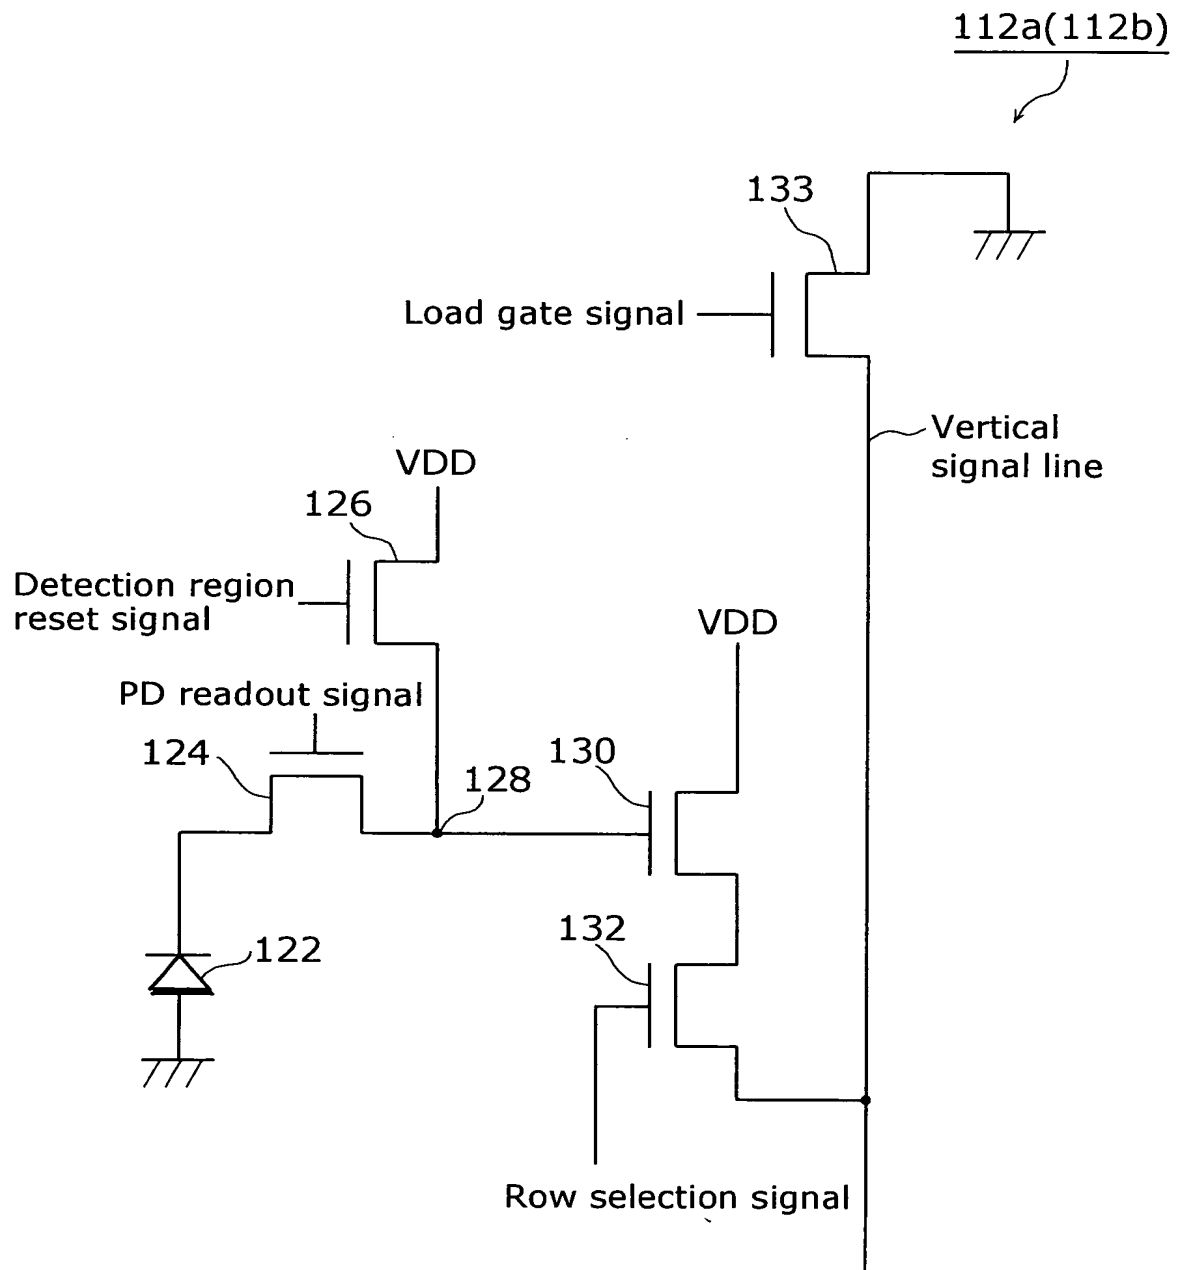 112a(112b)
133
Load gate signal
Vertical
signal line
VDD
126
Detection region
reset signal
VDD
PD readout signal
124
128
130
122
132
Row selection signal